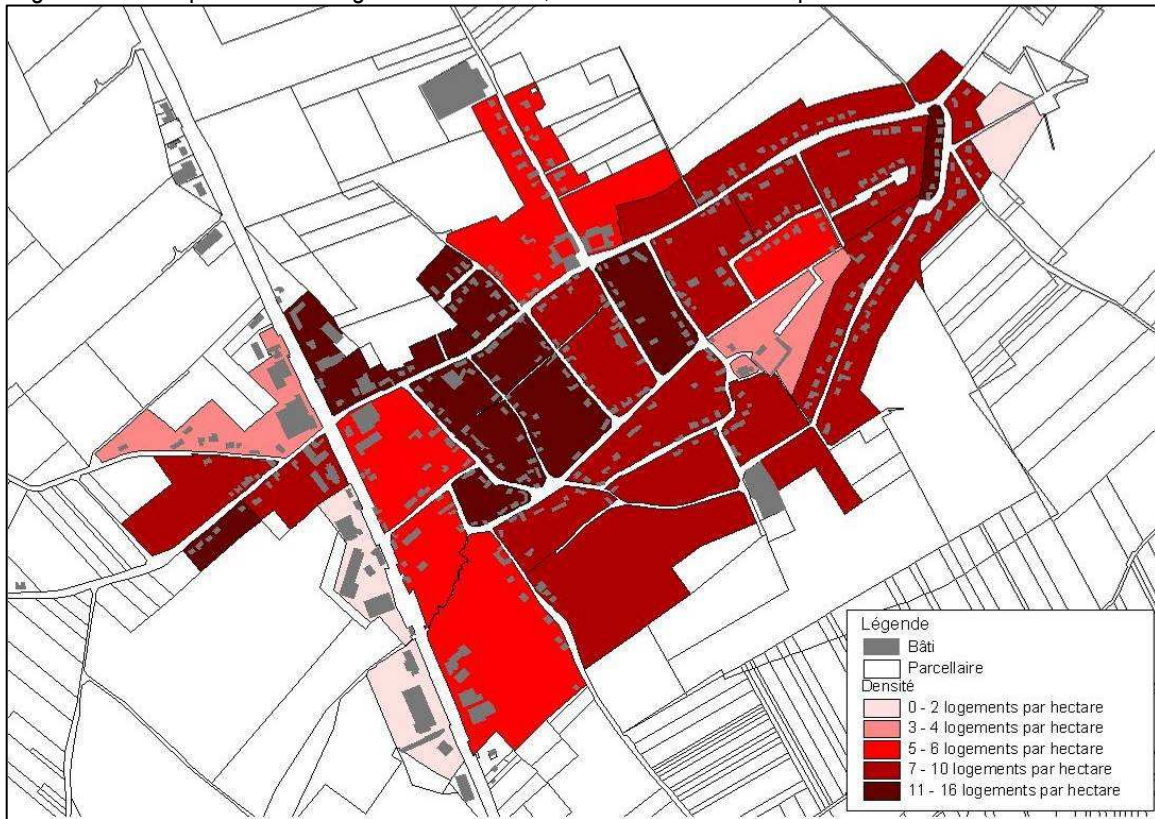 Légende
Bâti
Parcellaire
Densité
0 - 2 logements par hectare
3 - 4 logements par hectare
5 - 6 logements par hectare
7 - 10 logements par hectare
11 - 16 logements par hectare